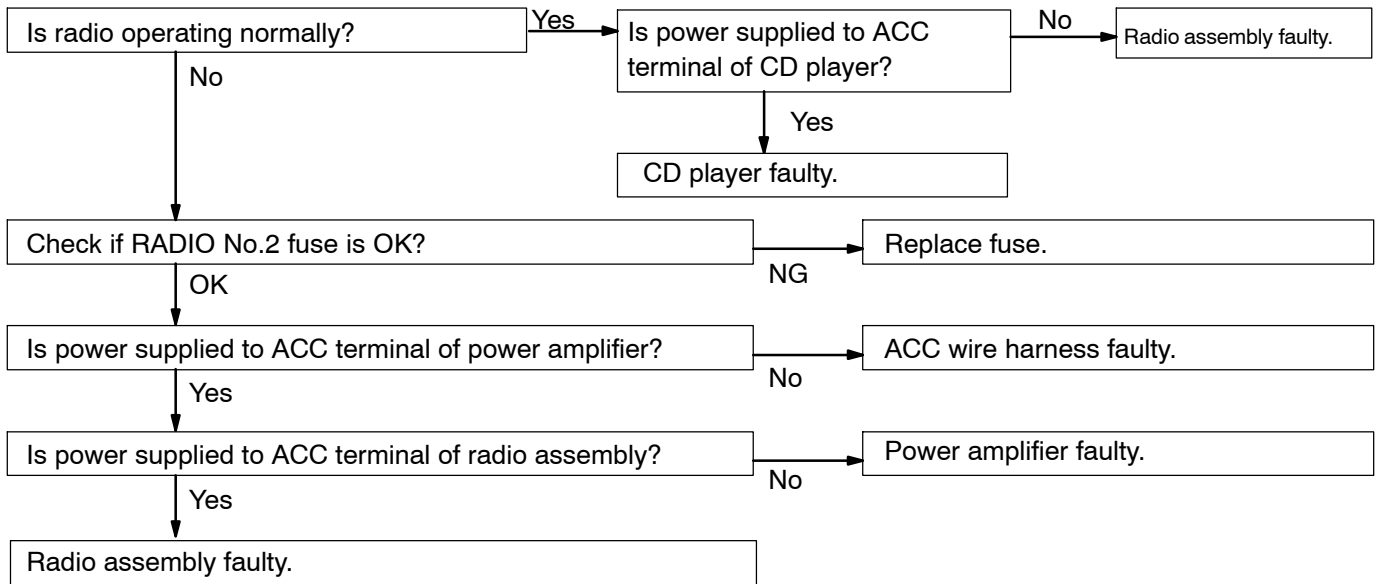 Is radio operating normally?
Yes
Is power supplied to ACC
terminal of CD player?
No
Radio assembly faulty.
No
Yes
CD player faulty.
Check if RADIO No.2 fuse is OK?
NG
Replace fuse.
OK
Is power supplied to ACC terminal of power amplifier?
No
ACC wire harness faulty.
Yes
Is power supplied to ACC terminal of radio assembly?
No
Power amplifier faulty.
Yes
Radio assembly faulty.